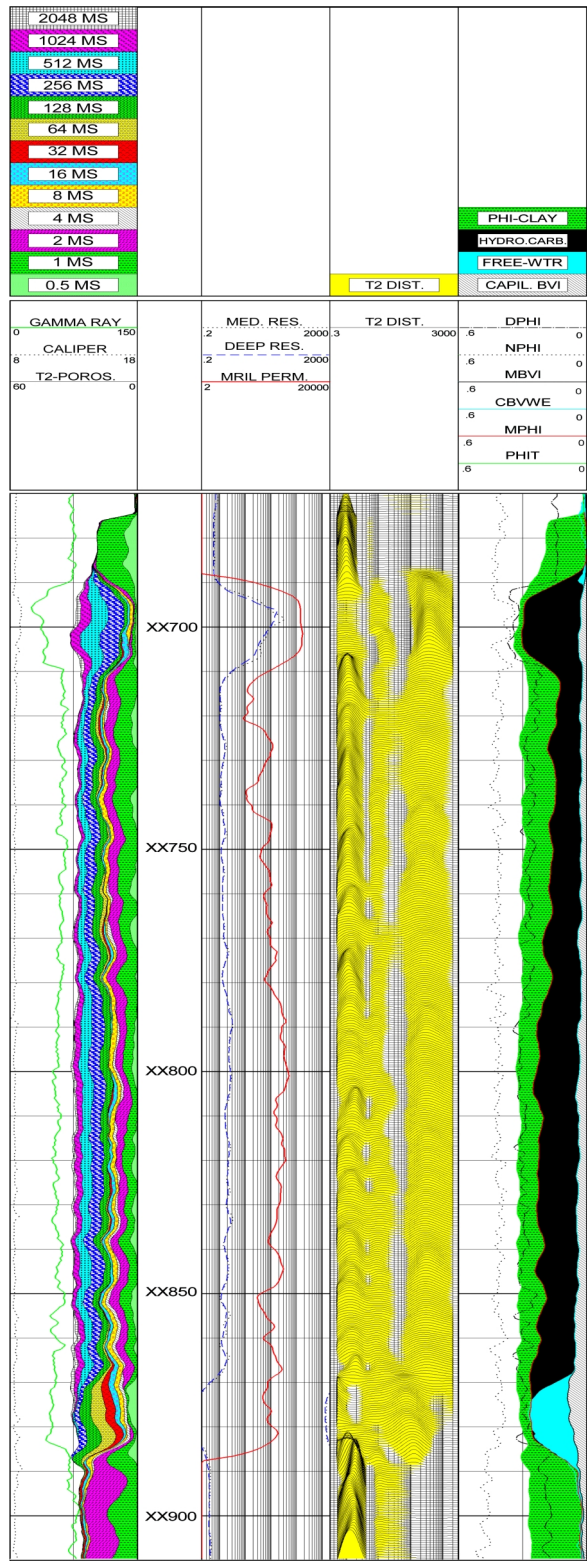 2048 MS
1024 MS
512 MS
256 MS
128 MS
64 MS
32 MS
16 MS
8 MS
4 MS
2 MS
1 MS
0.5 MS
T2 DIST.
PHI-CLAY
HYDRO.CARB.
FREE-WTR
CAPIL. BVI
GAMMA RAY
0 150
CALIPER
8 18
T2-POROS.
60 0
MED. RES.
.2 2000
DEEP RES.
.2 2000
MRIL PERM.
.2 20000
T2 DIST.
.3 3000
DPHI
.6 0
NPHI
.6 0
MBVI
.6 0
CBVWE
.6 0
MPHI
.6 0
PHIT
.6 0
XX700
XX750
XX800
XX850
XX900